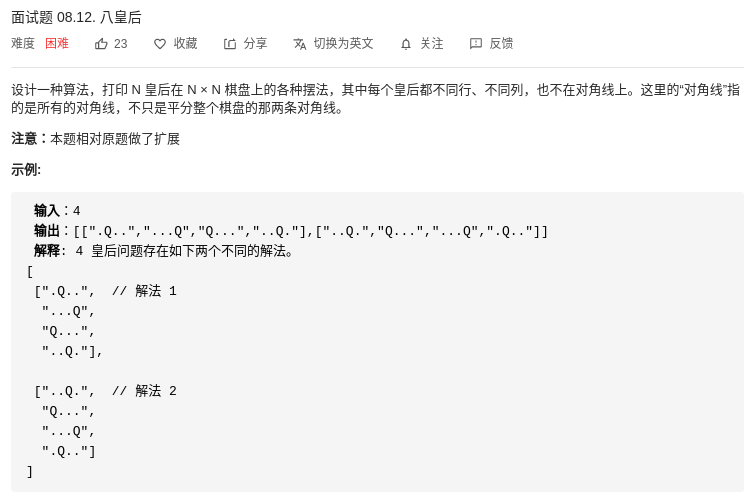 面试题 08.12. 八皇后
难度 困难 23 收藏 分享 切换为英文 关注 反馈
设计一种算法，打印 N 皇后在 N × N 棋盘上的各种摆法，其中每个皇后都不同行、不同列，也不在对角线上。这里的“对角线”指
的是所有的对角线，不只是平分整个棋盘的那两条对角线。
注意：本题相对原题做了扩展
示例:
输入：4
输出：[[".Q..","...Q","Q...","..Q."],["..Q.","Q...","...Q",".Q.."]]
解释: 4 皇后问题存在如下两个不同的解法。
[
[".Q..",  // 解法 1
"...Q",
"Q...",
"..Q."],
["..Q.",  // 解法 2
"Q...",
"...Q",
".Q.."]
]